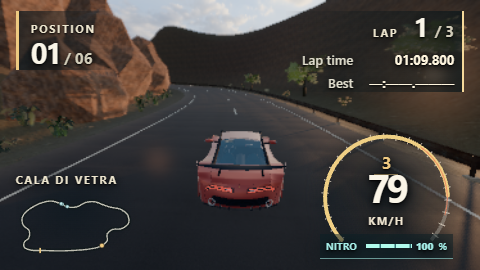 POSITION
01 / 06
LAP 1 / 3
Lap time 01:09.800
Best --:--.---
CALA DI VETRA
3
79
KM/H
NITRO 100 %